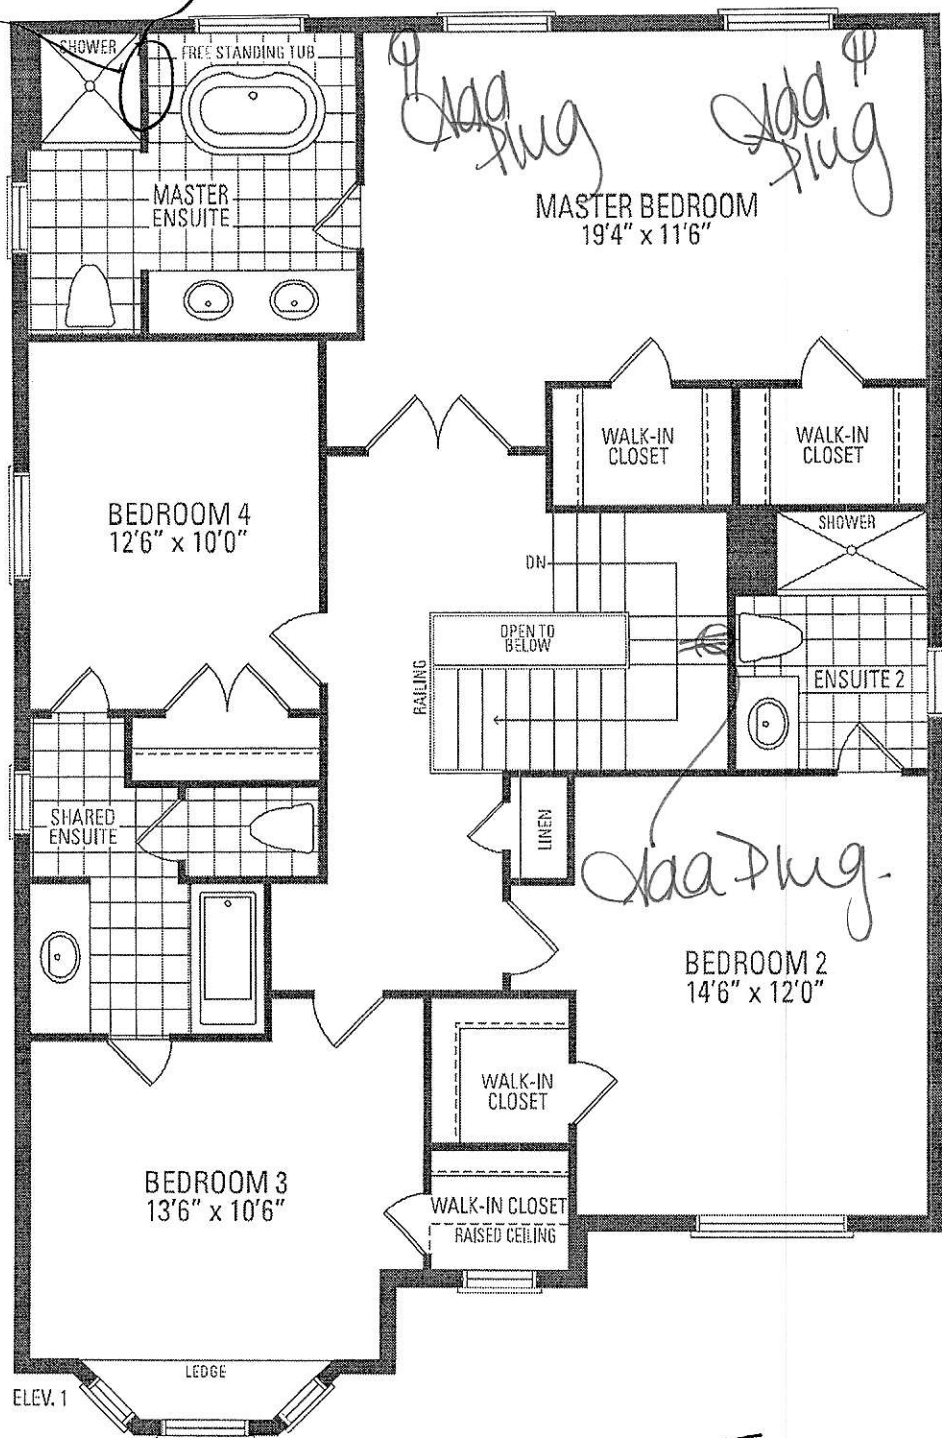 SHOWER
FREE STANDING TUB
Add
Plug
Add
Plug
MASTER
ENSUITE
MASTER BEDROOM
19'4" x 11'6"
WALK-IN
CLOSET
WALK-IN
CLOSET
BEDROOM 4
12'6" x 10'0"
SHOWER
DN
OPEN TO
BELOW
RAILING
ENSUITE 2
SHARED
ENSUITE
LINEN
Add Plug.
BEDROOM 2
14'6" x 12'0"
WALK-IN
CLOSET
BEDROOM 3
13'6" x 10'6"
WALK-IN CLOSET
RAISED CEILING
LEDGE
ELEV. 1